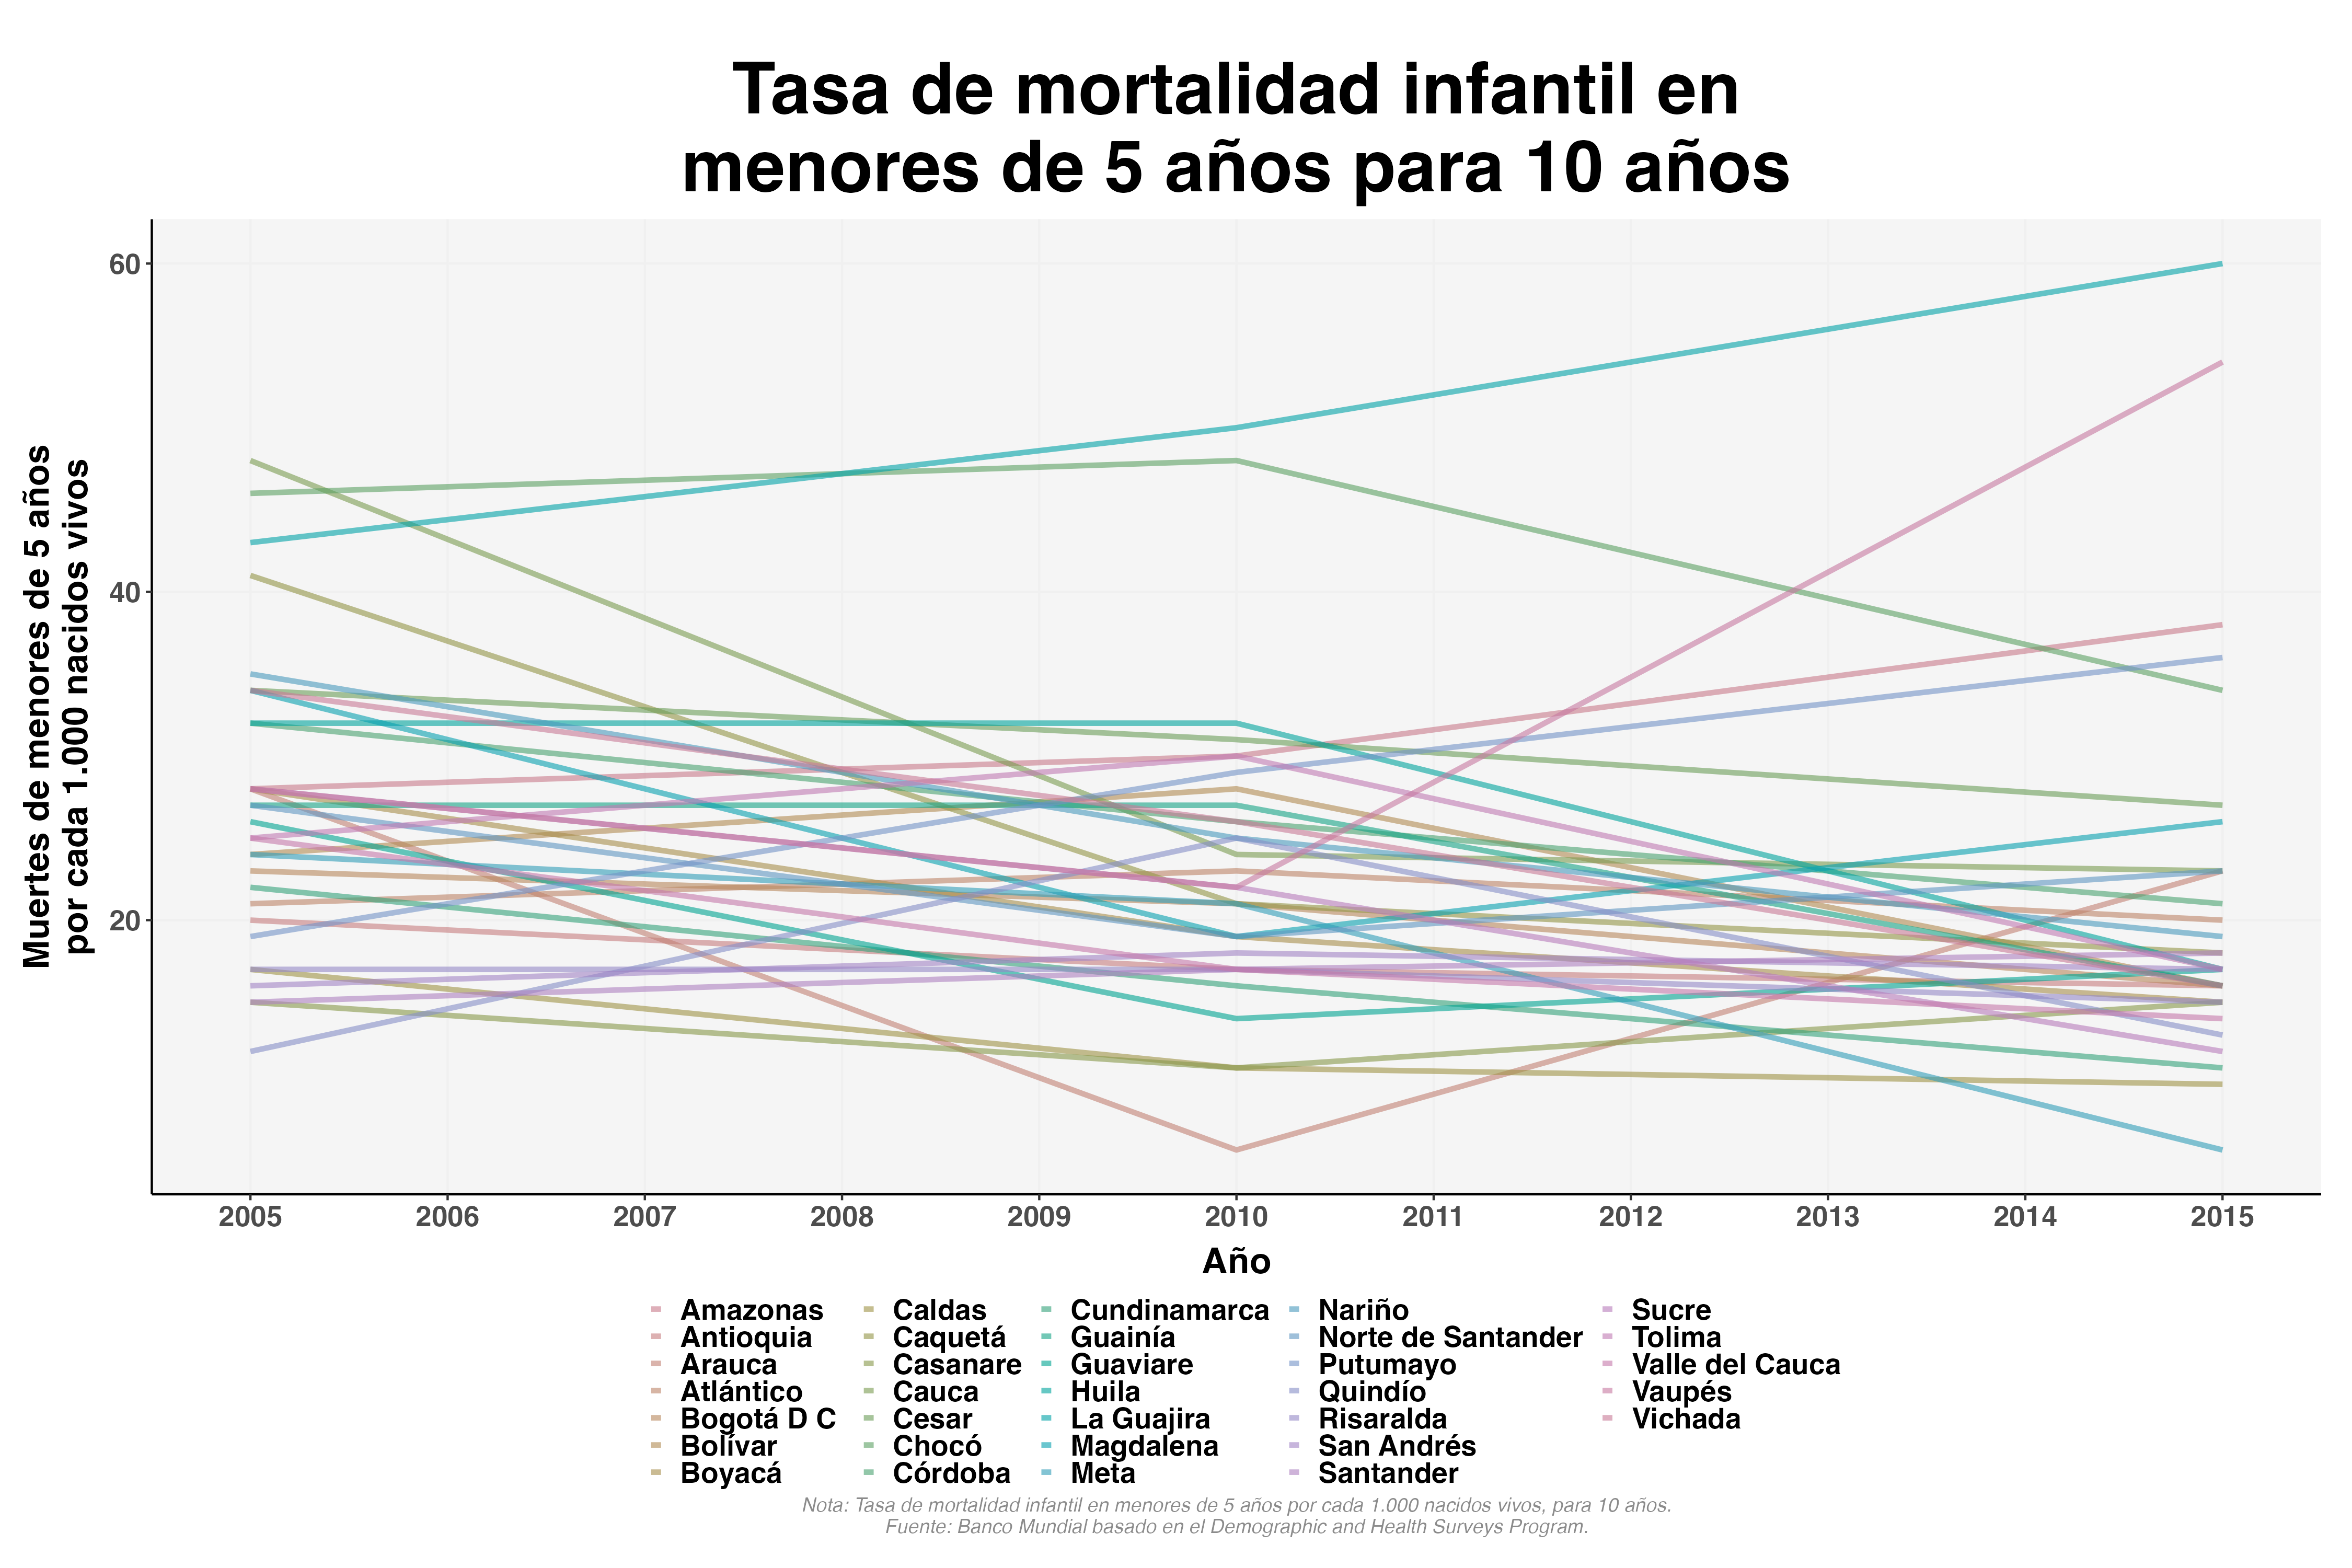 Tasa de mortalidad infantil en
menores de 5 años para 10 años
Muertes de menores de 5 años
por cada 1.000 nacidos vivos
60
40
20
2005 2006 2007 2008 2009 2010 2011 2012 2013 2014 2015
Año
Amazonas Caldas Cundinamarca Nariño Sucre
Antioquia Caquetá Guainía Norte de Santander Tolima
Arauca Casanare Guaviare Putumayo Valle del Cauca
Atlántico Cauca Huila Quindío Vaupés
Bogotá D C Cesar La Guajira Risaralda Vichada
Bolívar Chocó Magdalena San Andrés
Boyacá Córdoba Meta Santander
Nota: Tasa de mortalidad infantil en menores de 5 años por cada 1.000 nacidos vivos, para 10 años.
Fuente: Banco Mundial basado en el Demographic and Health Surveys Program.